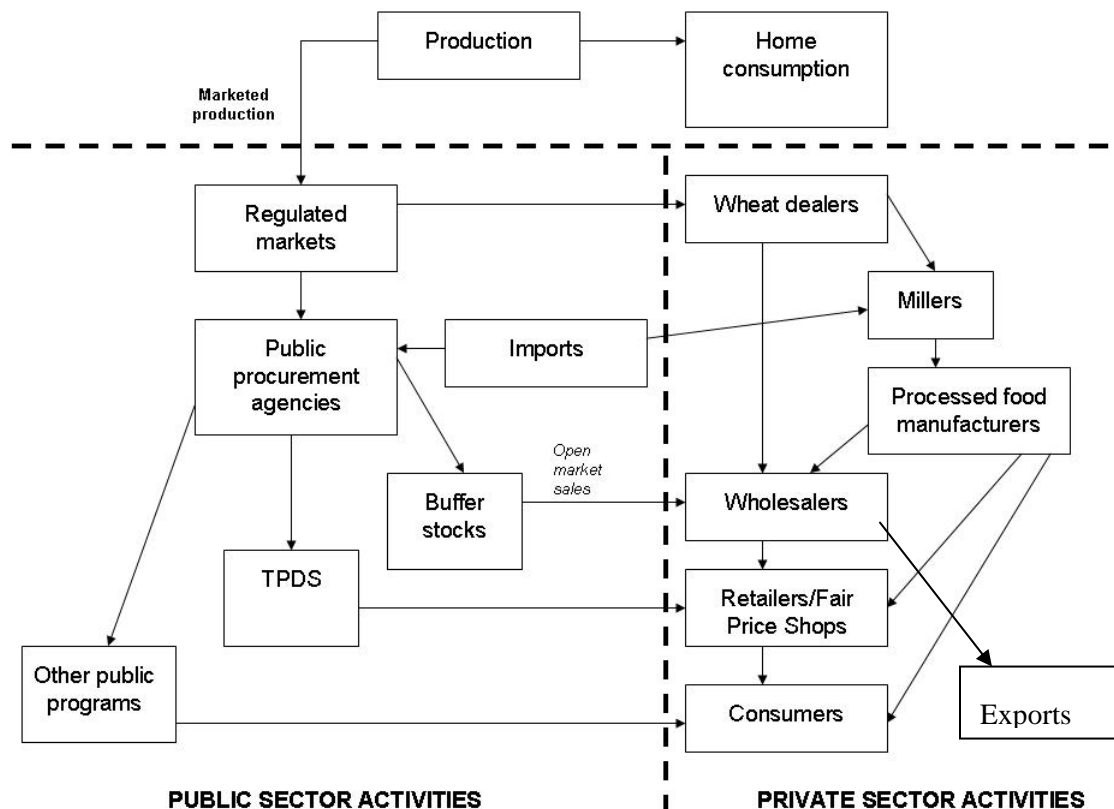 Production
Home
consumption
Marketed
production
Regulated
markets
Wheat dealers
Millers
Public
procurement
agencies
Imports
Processed food
manufacturers
Open
market
sales
Buffer
stocks
Wholesalers
TPDS
Retailers/Fair
Price Shops
Other public
programs
Consumers
Exports
PUBLIC SECTOR ACTIVITIES
PRIVATE SECTOR ACTIVITIES